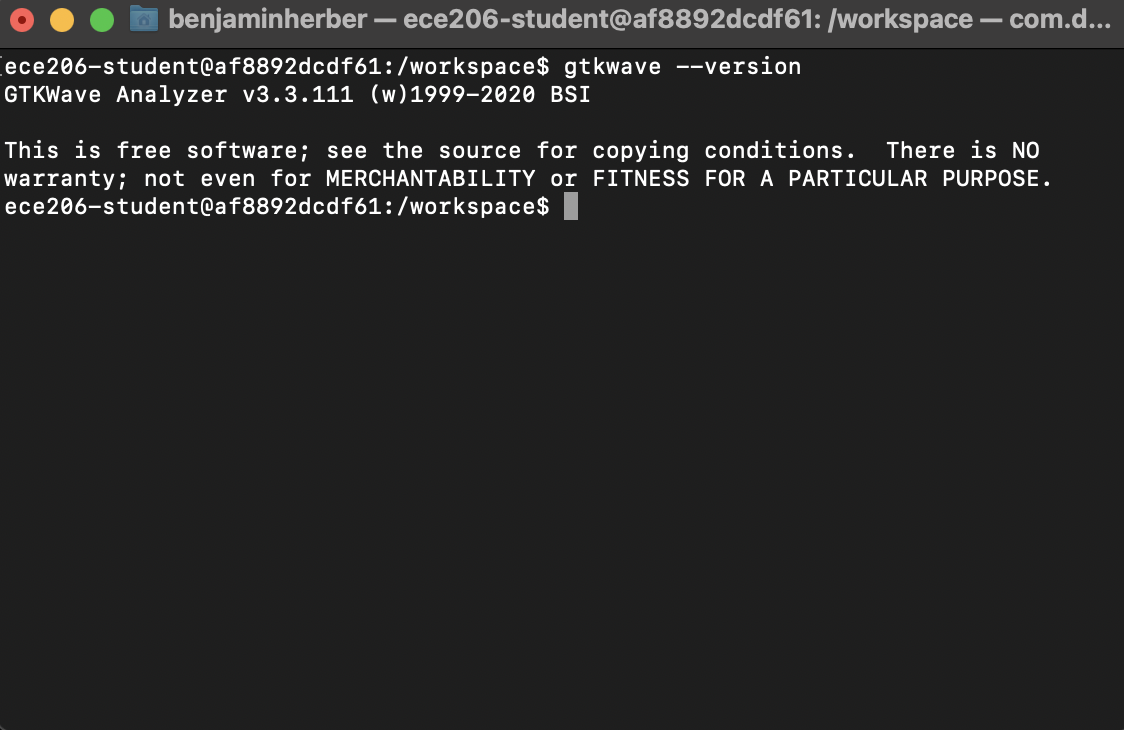 benjaminherber — ece206-student@af8892dcdf61: /workspace — com.d...
[ece206-student@af8892dcdf61:/workspace$ gtkwave --version
GTKWave Analyzer v3.3.111 (w)1999-2020 BSI
This is free software; see the source for copying conditions.  There is NO
warranty; not even for MERCHANTABILITY or FITNESS FOR A PARTICULAR PURPOSE.
ece206-student@af8892dcdf61:/workspace$